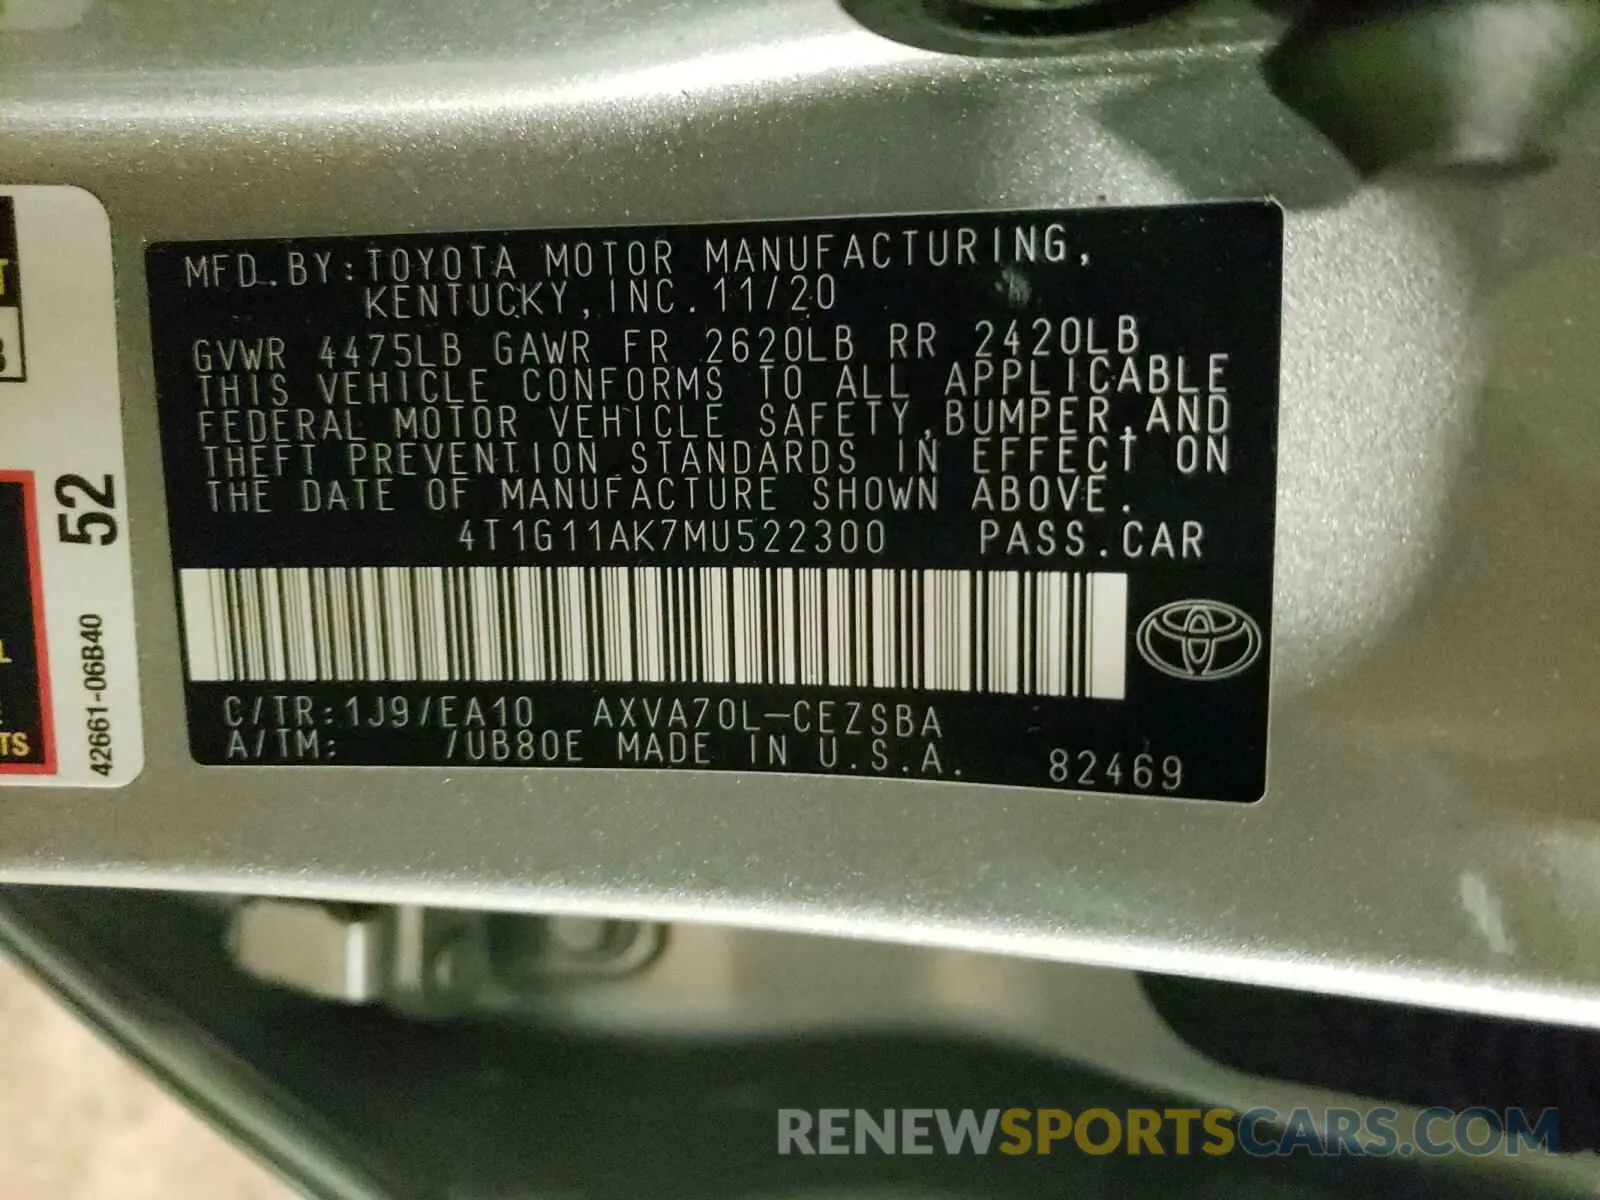 MFD.BY:TOYOTA MOTOR MANUFACTURING,
KENTUCKY,INC.11/20
GVWR 4475LB GAWR FR 2620LB RR 2420LB
THIS VEHICLE CONFORMS TO ALL APPLICABLE
FEDERAL MOTOR VEHICLE SAFETY,BUMPER,AND
THEFT PREVENTION STANDARDS IN EFFECT ON
THE DATE OF MANUFACTURE SHOWN ABOVE.
4T1G11AK7MU522300 PASS.CAR
C/TR:1J9/EA10 AXVA70L-CEZSBA
A/TM: /UB80E MADE IN U.S.A. 82469
52
42661-06B40
TS
RENEWSPORTSCARS.COM